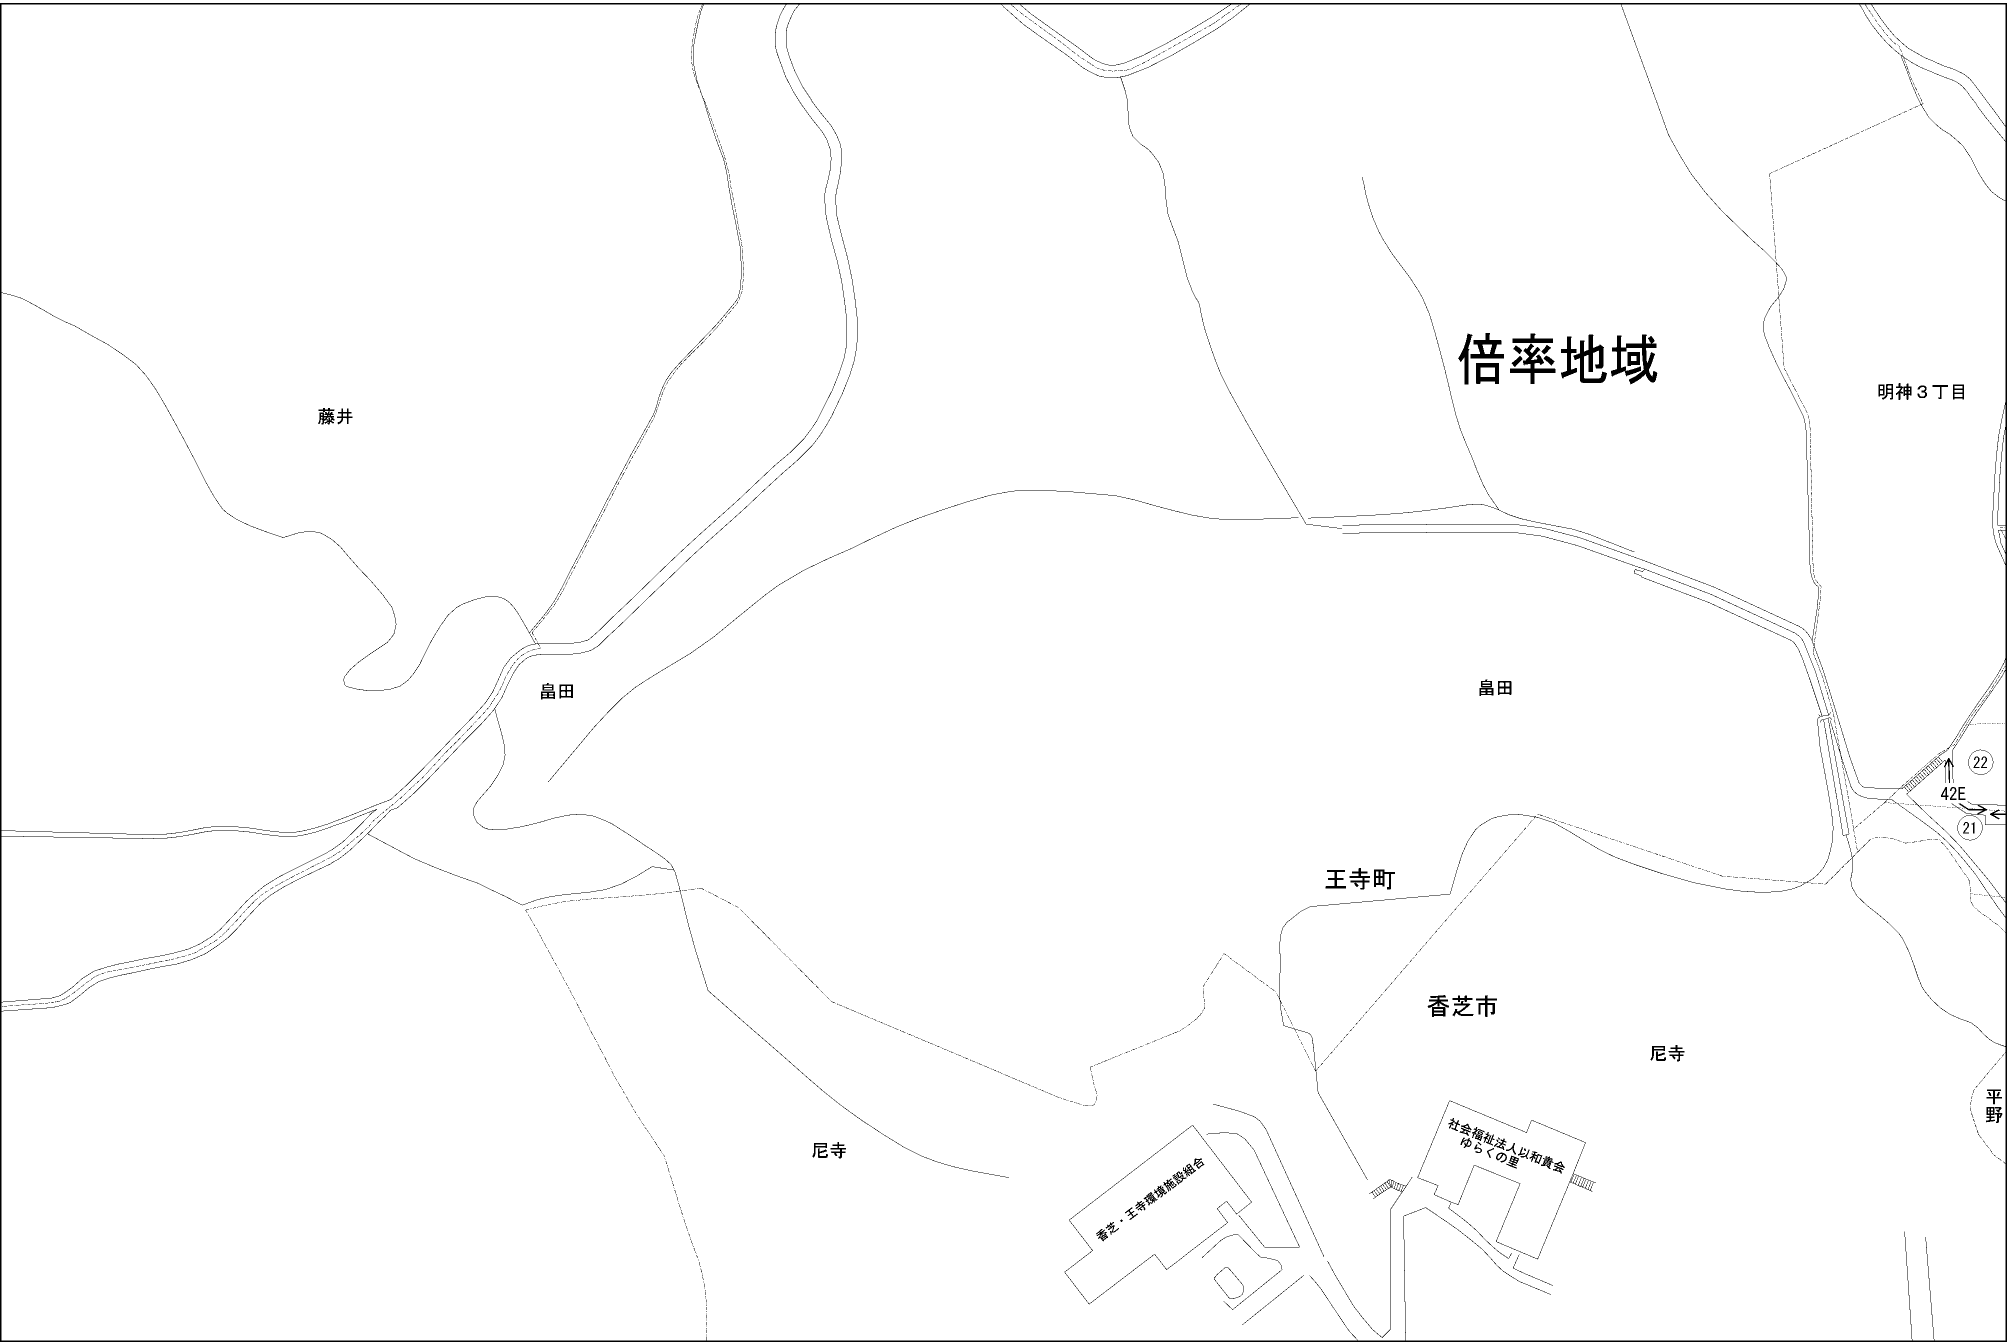 倍率地域
明神３丁目
藤井
畠田
畠田
22
42E
21
王寺町
香芝市
尼寺
平野
社会福祉法人以和貴会
ゆらくの里
尼寺
香芝・王寺環境施設組合